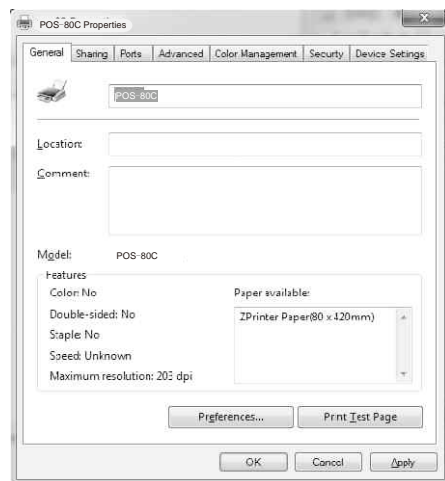 POS-80C Properties
General Sharing Ports Advanced Color Management Security Device Settings
POS-80C
Location:
Comment:
Model: POS-80C
Features
Color: No
Paper available:
Double-sided: No
ZPrinter Paper(80 x 420mm)
Staple: No
Speed: Unknown
Maximum resolution: 203 dpi
Preferences... Print Test Page
OK Cancel Apply